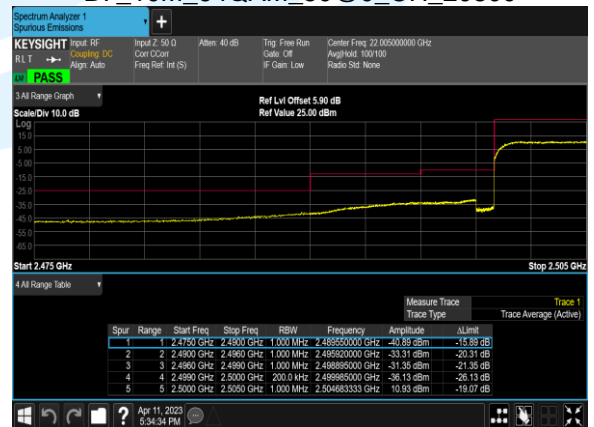 Spectrum Analyzer 1
Spurious Emissions
+
KEYSIGHT Input: RF Input Z: 50 Ω Atten: 40 dB Trig: Free Run Center Freq: 22.005000000 GHz
RLT Coupling: DC Corr CCorr Gate: Off Avg|Hold: 100/100
Align: Auto Freq Ref: Int (S) IF Gain: Low Radio Std: None
LV PASS
3 All Range Graph
Ref Lvl Offset 5.90 dB
Scale/Div 10.0 dB Ref Value 25.00 dBm
Log
15.0
5.00
-5.00
-15.0
-25.0
-35.0
-45.0
-55.0
-65.0
Start 2.475 GHz Stop 2.505 GHz
4 All Range Table
Measure Trace Trace 1
Trace Type Trace Average (Active)
Spur Range Start Freq Stop Freq RBW Frequency Amplitude ΔLimit
1 1 2.4750 GHz 2.4900 GHz 1.000 MHz 2.489550000 GHz -40.89 dBm -15.89 dB
2 2 2.4900 GHz 2.4960 GHz 1.000 MHz 2.495920000 GHz -33.31 dBm -20.31 dB
3 3 2.4960 GHz 2.4990 GHz 1.000 MHz 2.498895000 GHz -31.35 dBm -21.35 dB
4 4 2.4990 GHz 2.5000 GHz 200.0 kHz 2.499985000 GHz -36.13 dBm -26.13 dB
5 5 2.5000 GHz 2.5050 GHz 1.000 MHz 2.504683333 GHz 10.93 dBm -19.07 dB
? Apr 11, 2023
5:34:34 PM